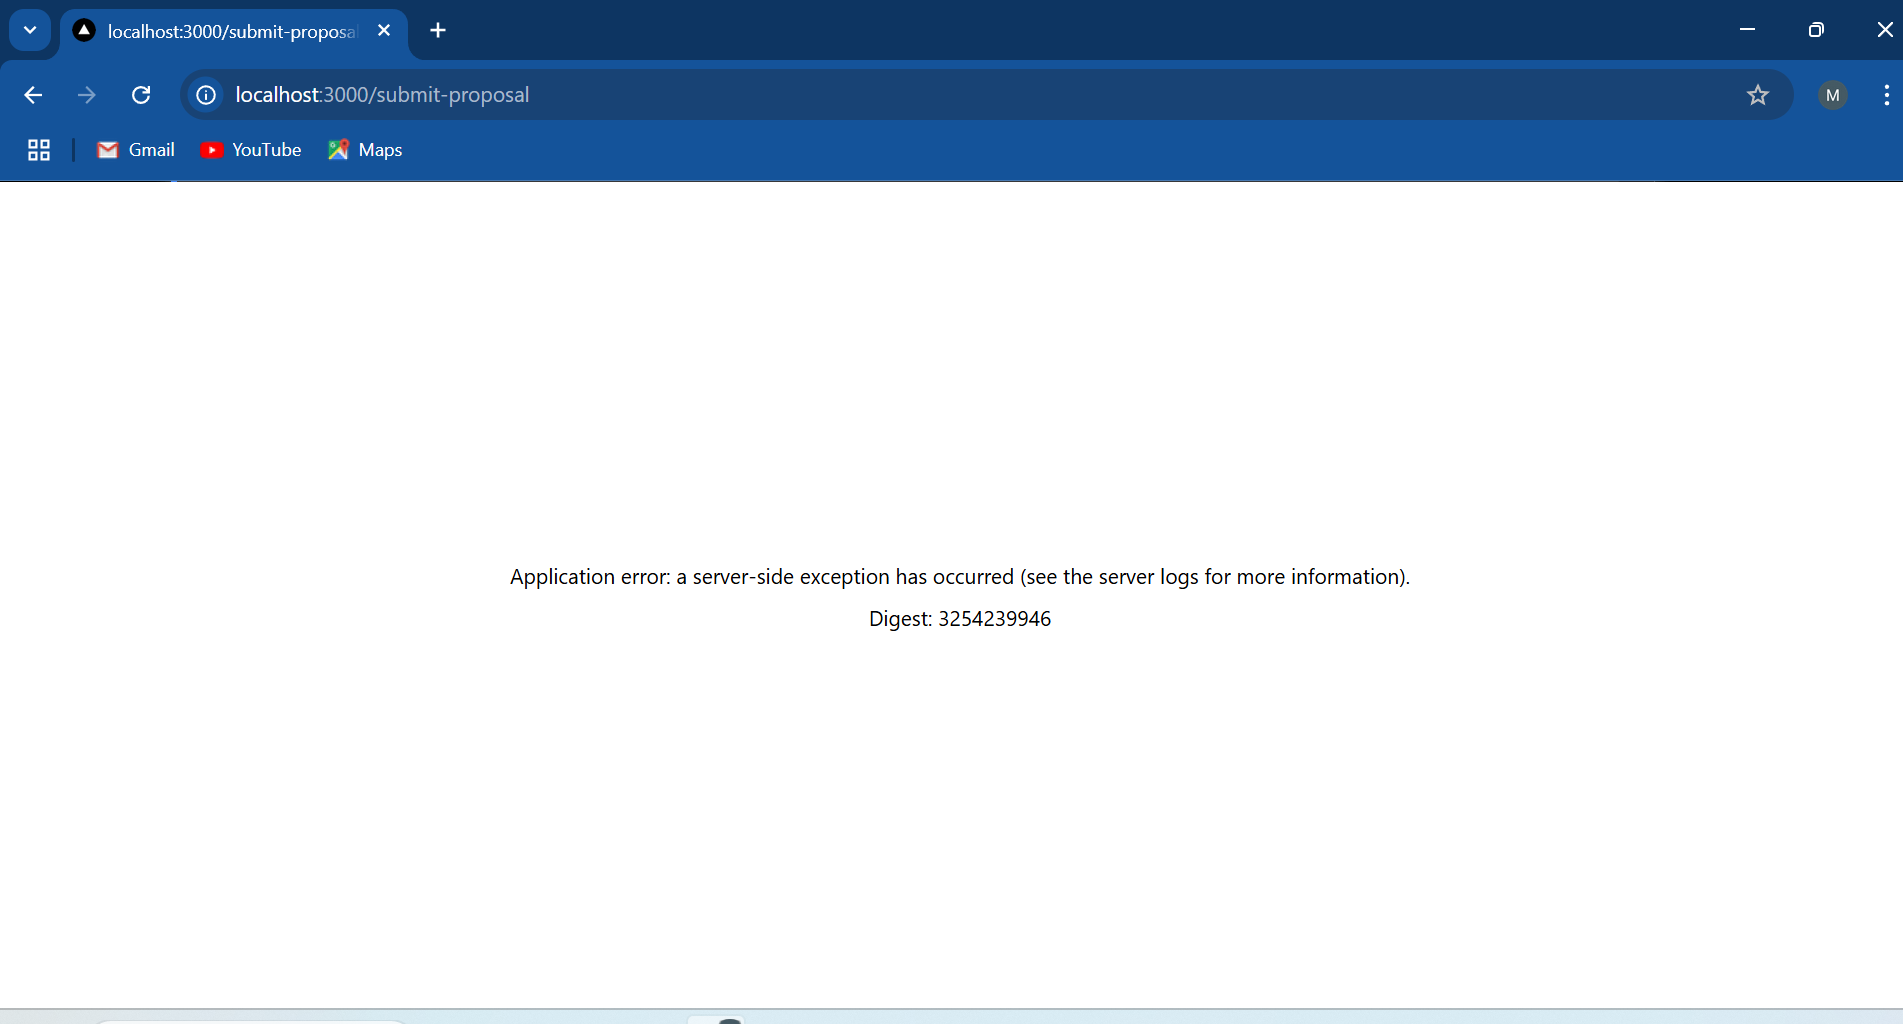 localhost:3000/submit-proposal
localhost:3000/submit-proposal
M
Gmail
YouTube
Maps
Application error: a server-side exception has occurred (see the server logs for more information).
Digest: 3254239946